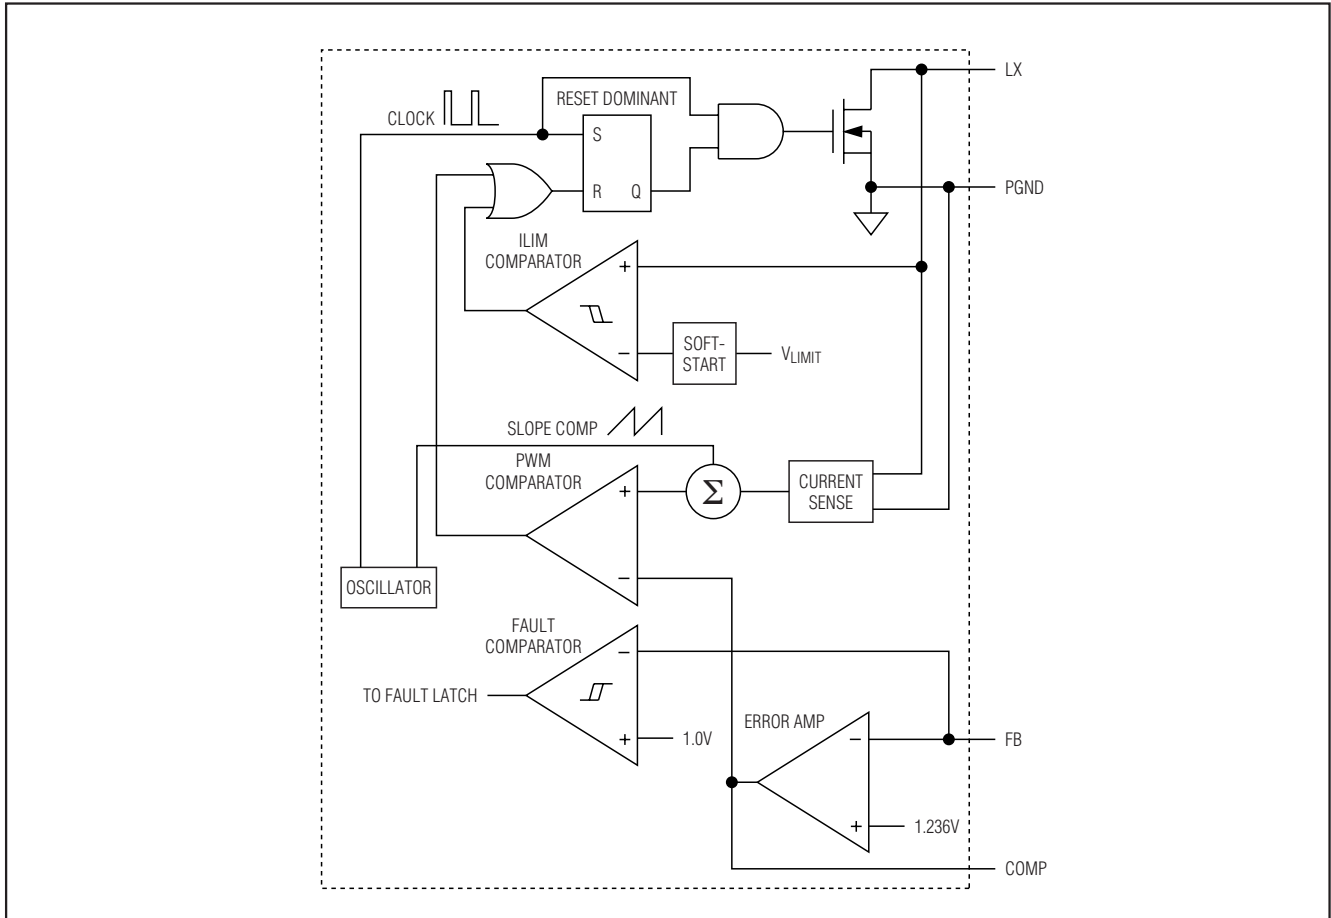 LX
RESET DOMINANT
CLOCK
S
R
Q
PGND
ILIM
COMPARATOR
+
−
SOFT-
START
VLIMIT
SLOPE COMP
PWM
COMPARATOR
+
Σ
CURRENT
SENSE
−
OSCILLATOR
FAULT
COMPARATOR
−
TO FAULT LATCH
+
1.0V
ERROR AMP
−
FB
+
1.236V
COMP